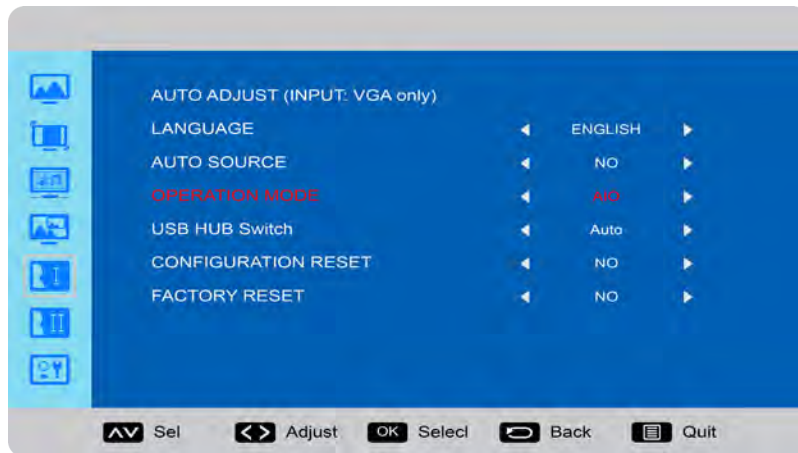 AUTO ADJUST (INPUT: VGA only)
LANGUAGE ENGLISH
AUTO SOURCE NO
OPERATION MODE AIO
USB HUB Switch Auto
CONFIGURATION RESET NO
FACTORY RESET NO
I
II
Sel Adjust OK Selecl Back Quit